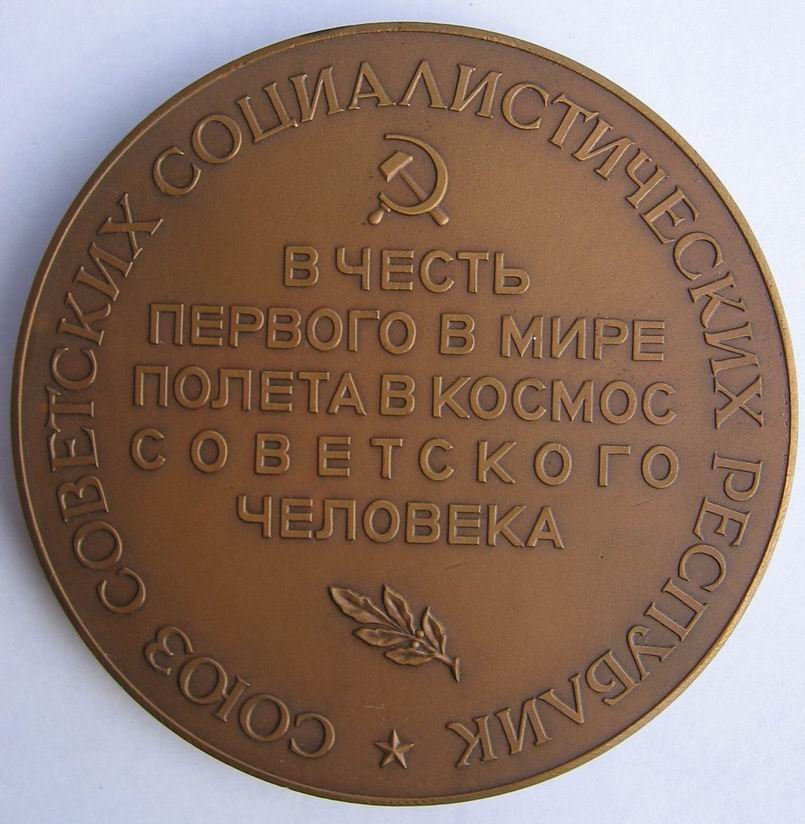 СОЮЗ СОВЕТСКИХ СОЦИАЛИСТИЧЕСКИХ РЕСПУБЛИК
В ЧЕСТЬ
ПЕРВОГО В МИРЕ
ПОЛЕТА В КОСМОС
СОВЕТСКОГО
ЧЕЛОВЕКА